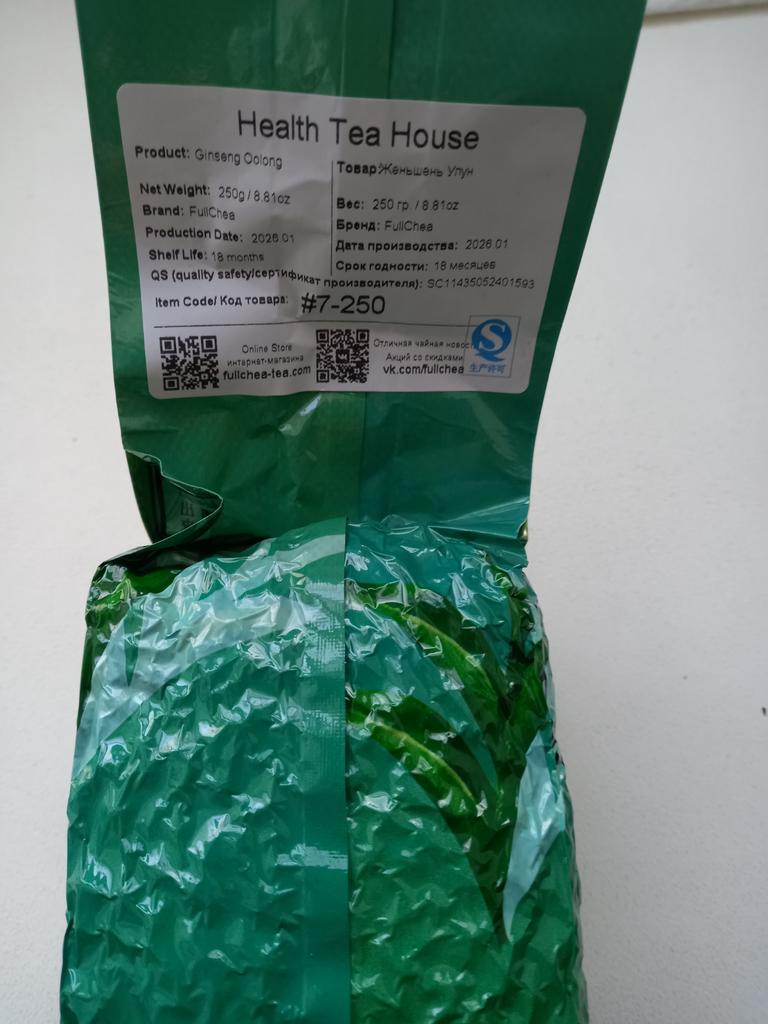 Health Tea House
Product: Ginseng Oolong
Net Weight: 250g / 8.81oz
Brand: FullChea
Production Date: 2026.01
Shelf Life: 18 months
Товар:Женьшень Улун
Вес: 250 гр. / 8.81oz
Бренд: FullChea
Дата производства: 2026.01
Срок годности: 18 месяцев
QS (quality safety/сертификат производителя): SC11435052401593
Item Code/ Код товара: #7-250
Online Store
интернет-магазина
fullchea-tea.com
Отличная чайная новост
Акций со скидками
vk.com/fullchea
生产许可